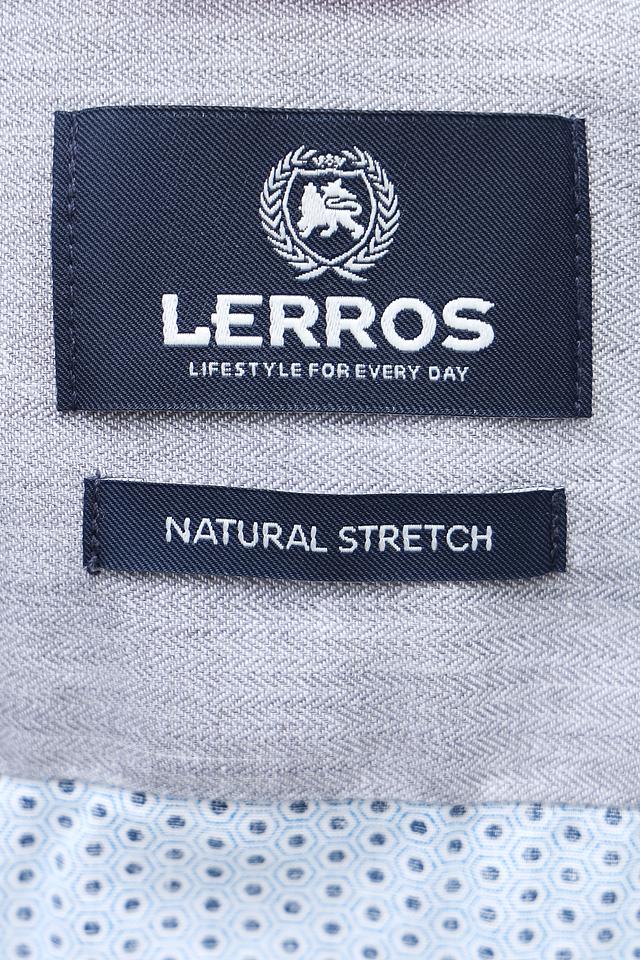 LERROS
LIFESTYLE FOR EVERY DAY
NATURAL STRETCH